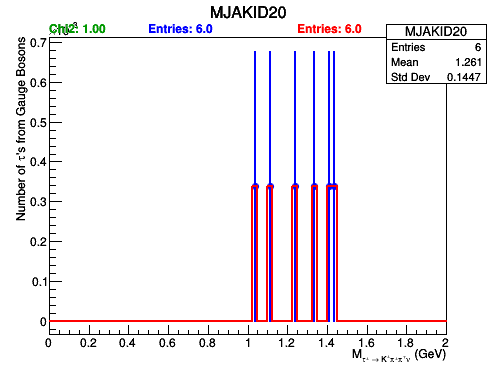 MJAKID20
Chi2: 1.00 Entries: 6.0 Entries: 6.0
MJAKID20
Entries 6
Mean 1.261
Std Dev 0.1447
Number of τ's from Gauge Bosons
0.7
0.6
0.5
0.4
0.3
0.2
0.1
0
0 0.2 0.4 0.6 0.8 1 1.2 1.4 1.6 1.8 2
(GeV)